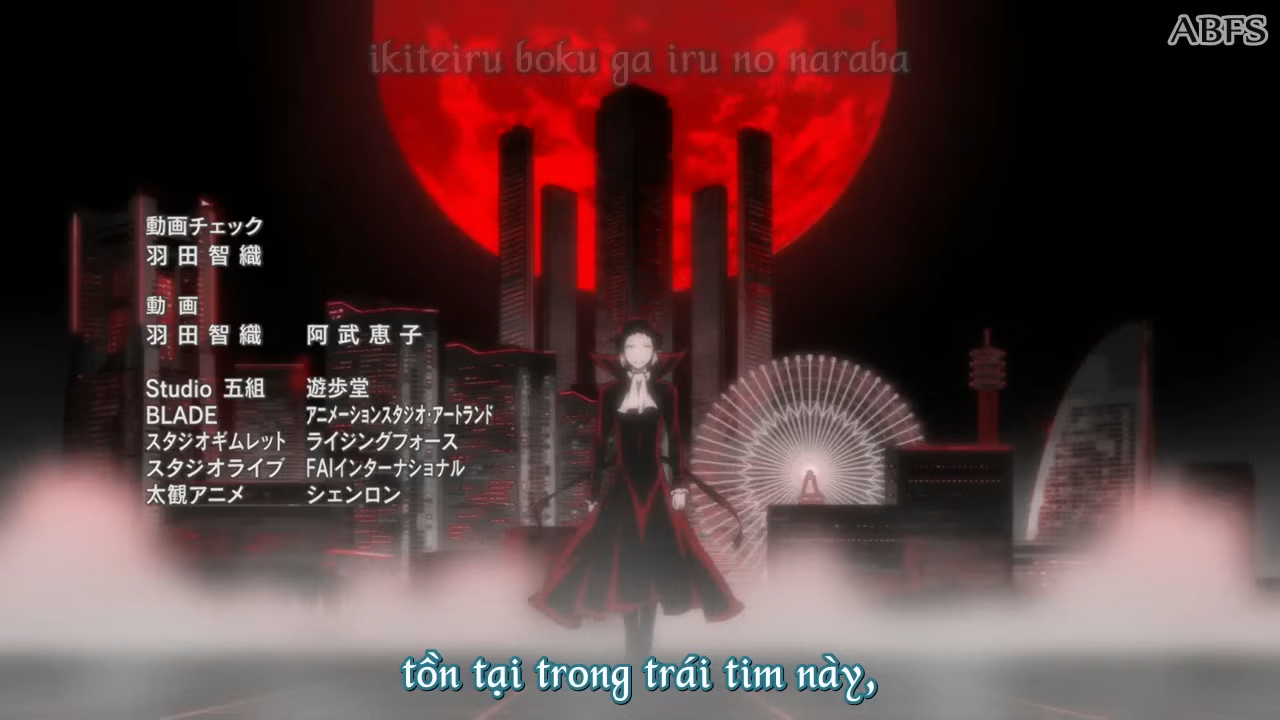 ABFS
ikiteiru boku ga iru no naraba
動画チェック
羽田智織
動画
羽田智織 阿武恵子
Studio 五組 遊歩堂
BLADE アニメーションスタジオ・アートランド
スタジオギムレット ライジングフォース
スタジオライブ FAIインターナショナル
太観アニメ シェンロン
tồn tại trong trái tim này,